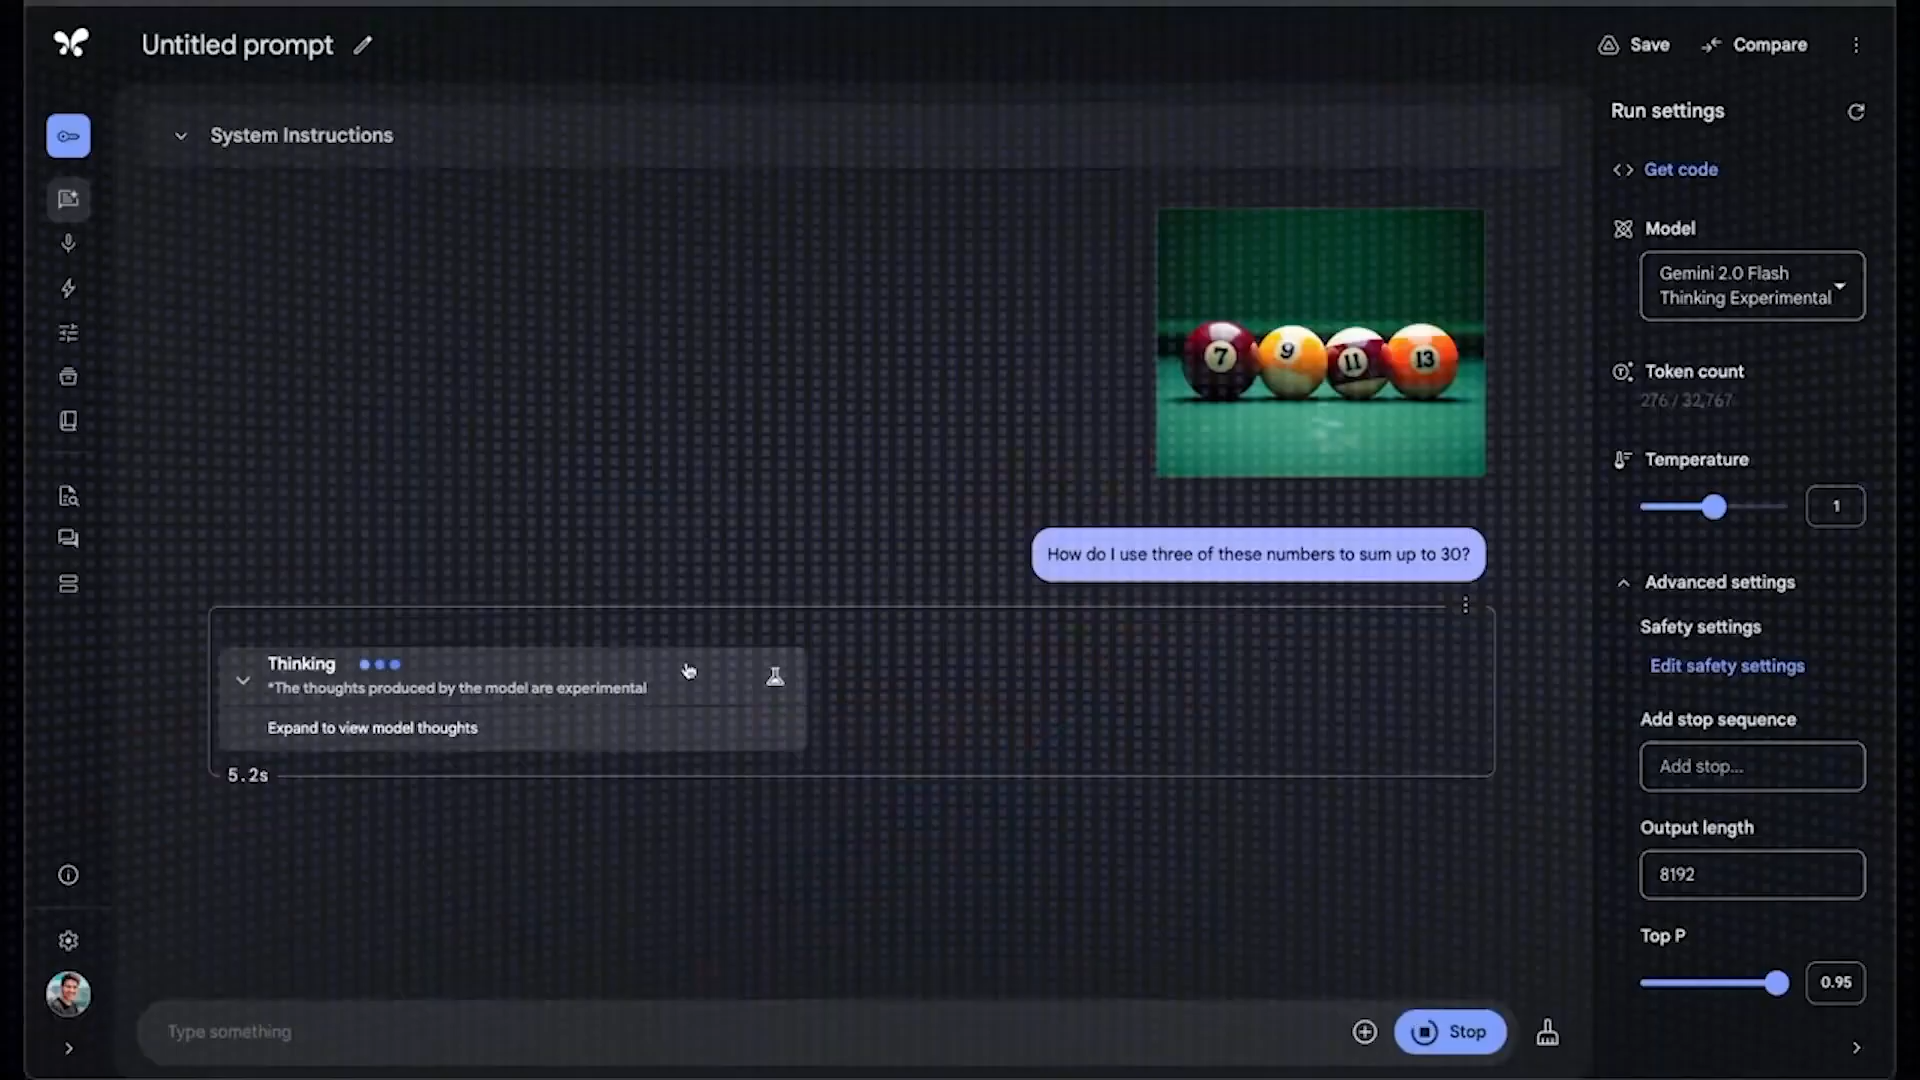 Untitled prompt
Save
Compare
System Instructions
7
9
11
13
How do I use three of these numbers to sum up to 30?
Thinking
*The thoughts produced by the model are experimental
Expand to view model thoughts
5.2s
Type something
Stop
Run settings
Get code
Model
Gemini 2.0 Flash
Thinking Experimental
Token count
276 / 32,767
Temperature
1
Advanced settings
Safety settings
Edit safety settings
Add stop sequence
Add stop...
Output length
8192
Top P
0.95